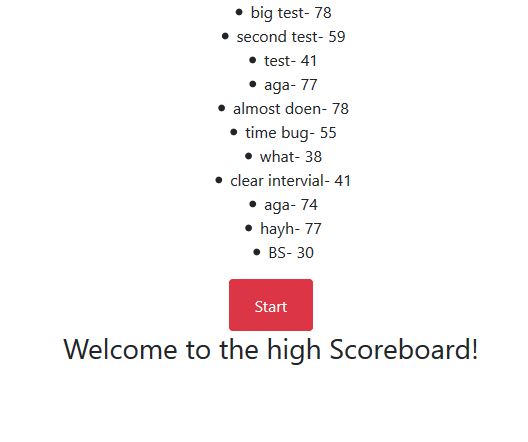 big test- 78
second test- 59
test- 41
aga- 77
almost doen- 78
time bug- 55
what- 38
clear intervial- 41
aga- 74
hayh- 77
BS- 30
Start
Welcome to the high Scoreboard!